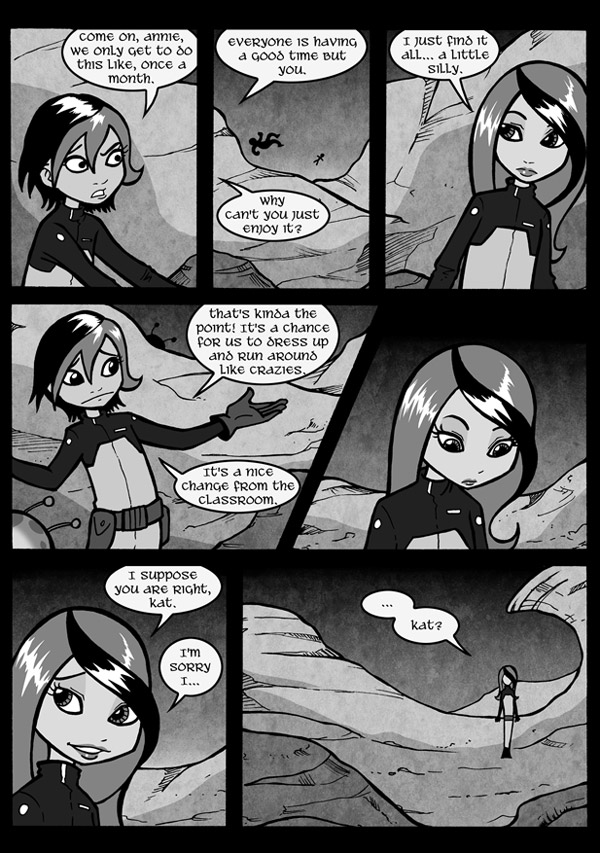 Come on, Annie,
we only get to do
this like, once a
month.
Everyone is having
a good time but
you.
Why
can't you just
enjoy it?
I just find it
all... a little
silly.
That's kinda the
point! It's a chance
for us to dress up
and run around
like crazies.
It's a nice
change from the
classroom.
I suppose
you are right,
Kat.
I'm
sorry
I...
...
Kat?